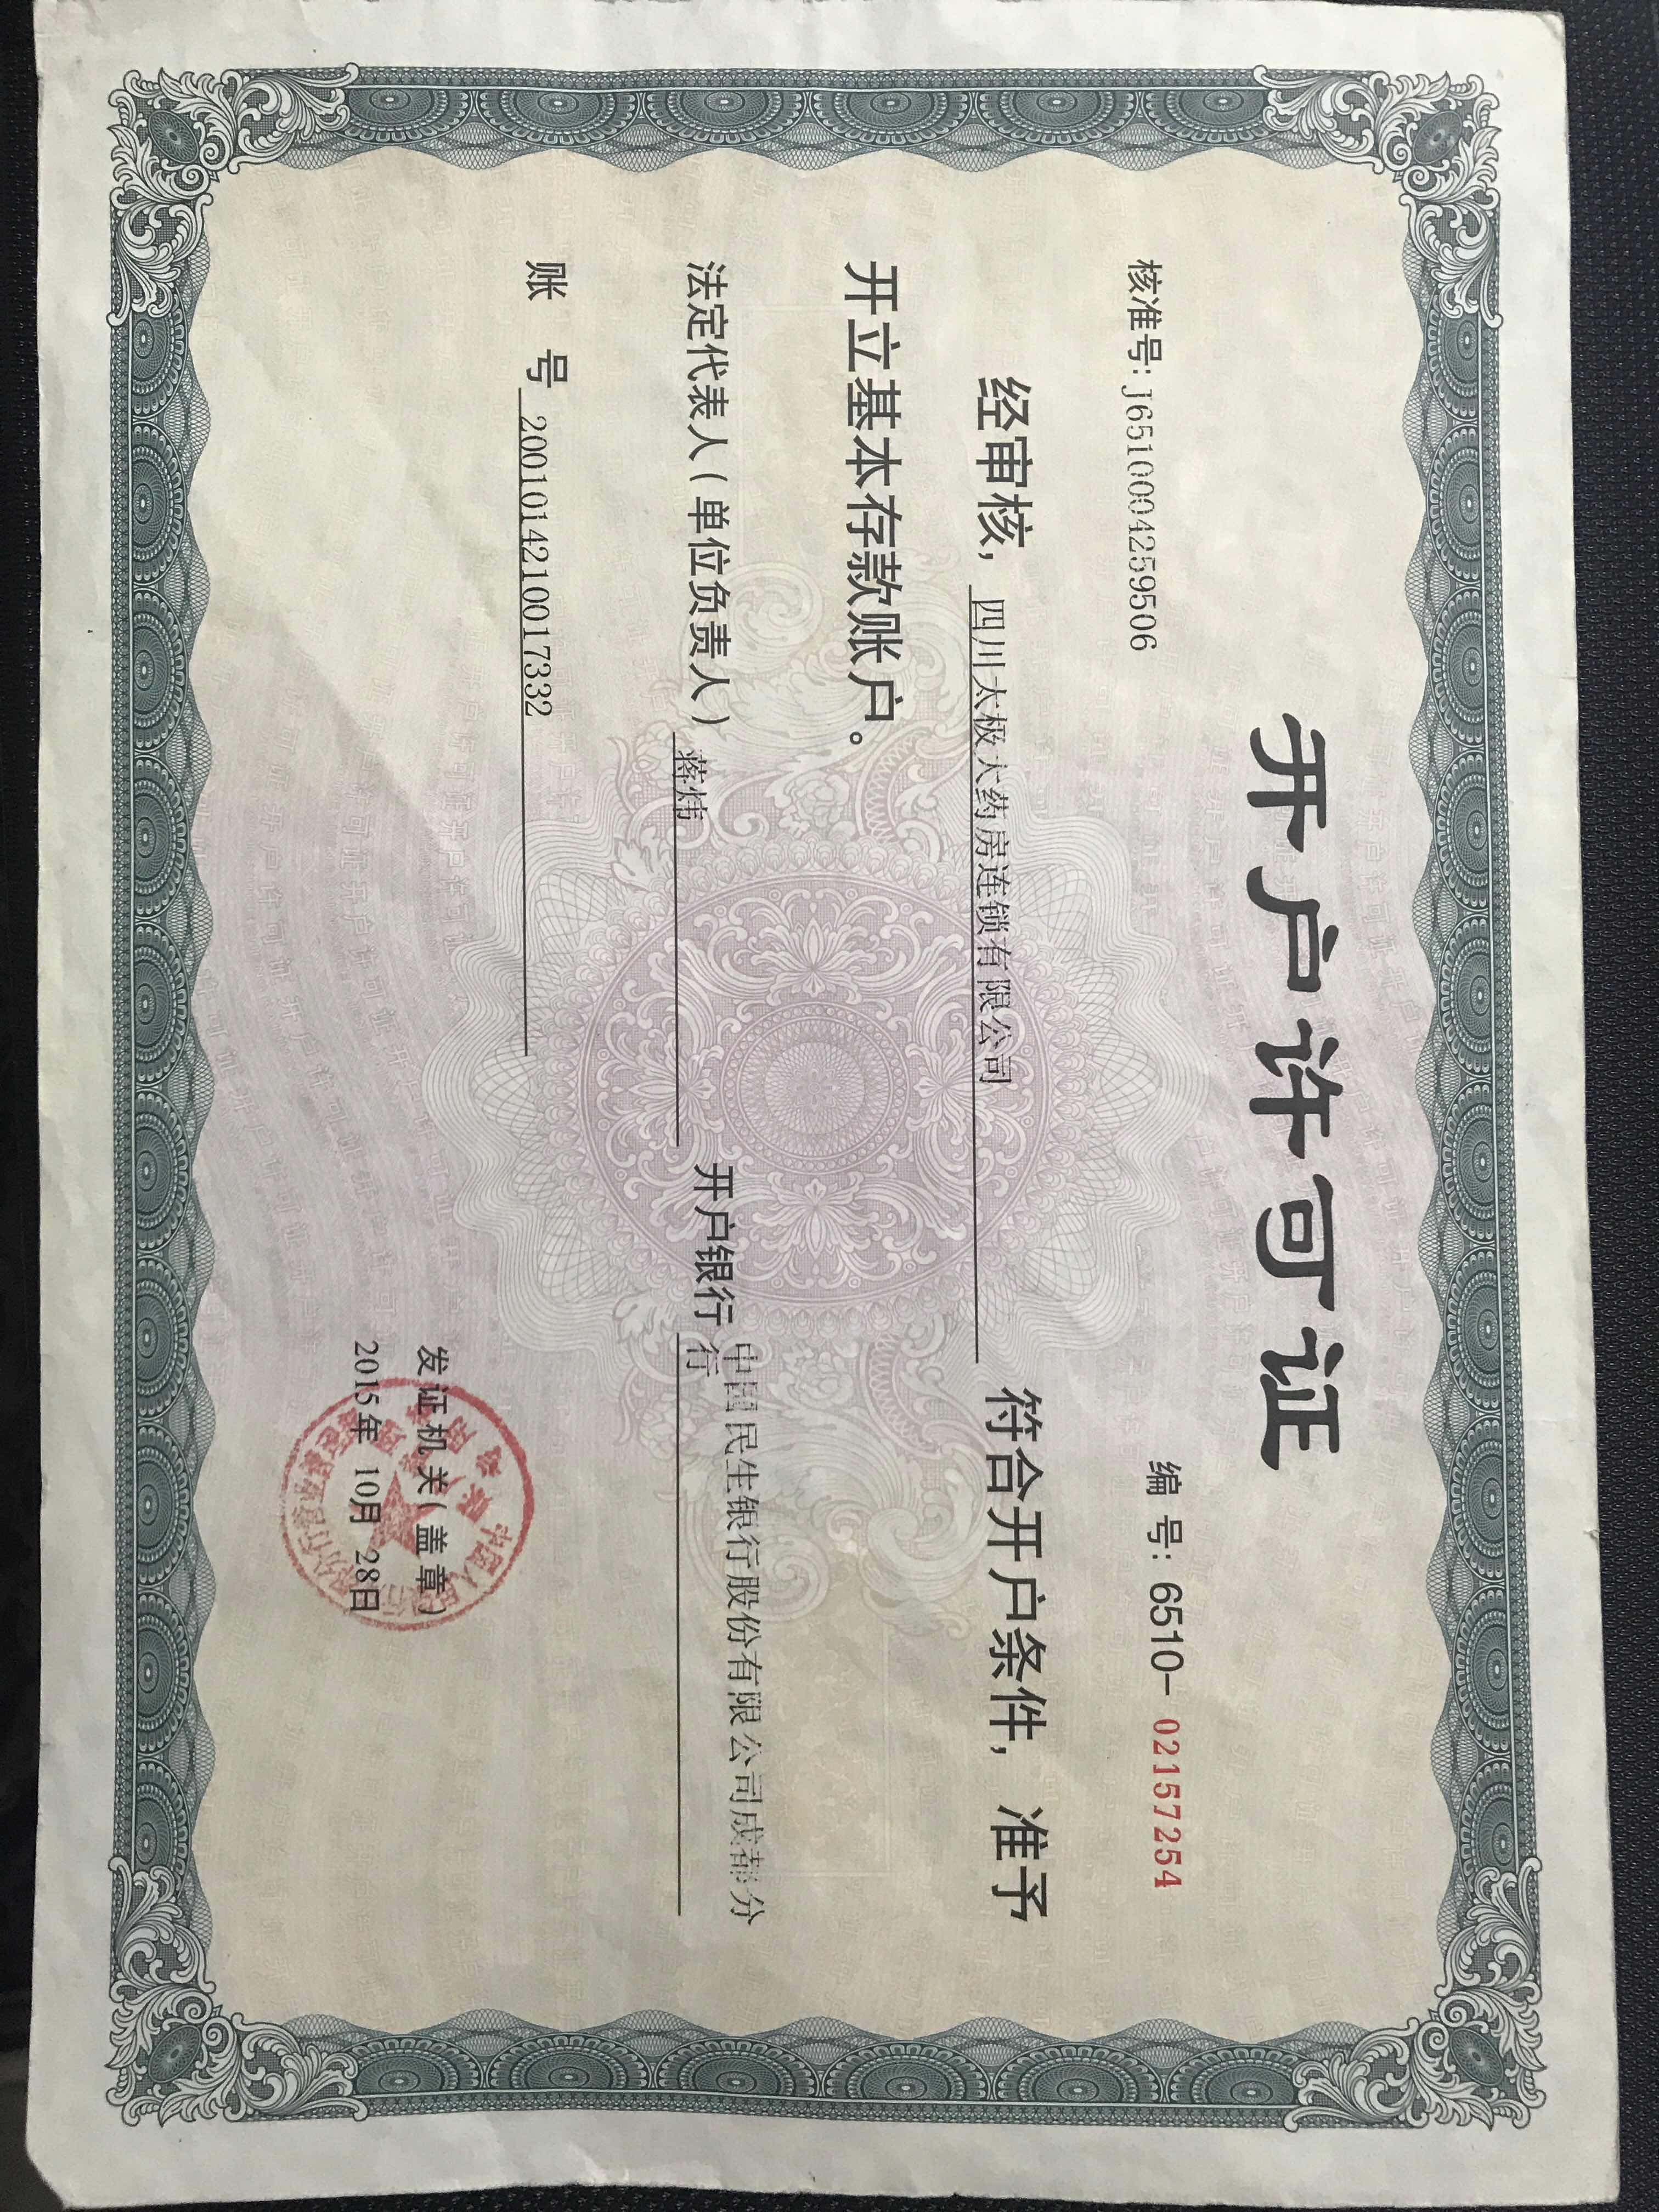 开户许可证
核准号: J6510004259506
编 号: 6510- 02157254
经审核, 四川太极大药房连锁有限公司 符合开户条件, 准予
开立基本存款账户。
法定代表人(单位负责人) 蒋炜 开户银行 中国民生银行股份有限公司成都分
行
账 号 2001014210017332
发证机关(盖章)
2015年 10月 28日